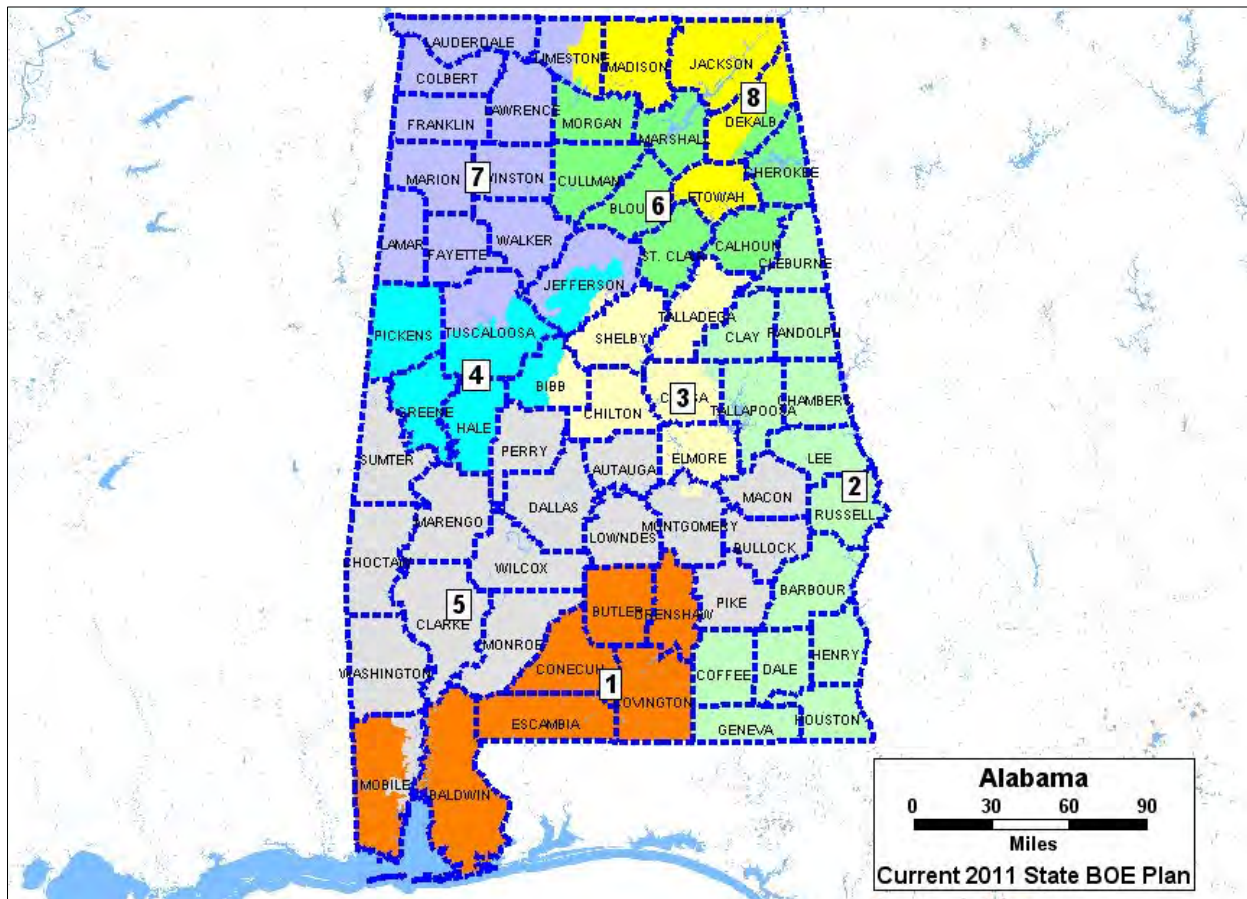 LAUDERDALE
LIMESTONE
MADISON
JACKSON
COLBERT
8
LAWRENCE
FRANKLIN
MORGAN
DEKALB
MARSHALL
CHEROKEE
MARION
7
WINSTON
CULLMAN
ETOWAH
BLOU
6
LAMAR
FAYETTE
WALKER
ST. CLAIR
CALHOUN
CLEBURNE
JEFFERSON
TALLADEGA
PICKENS
TUSCALOOSA
SHELBY
CLAY
RANDOLPH
4
BIBB
CHILTON
3
GREENE
HALE
TALLAPOOSA
CHAMBERS
SUMTER
PERRY
AUTAUGA
ELMORE
LEE
2
MACON
DALLAS
RUSSELL
MARENGO
LOWNDES
MONTGOMERY
BULLOCK
CHOCTAW
WILCOX
BARBOUR
5
CLARKE
BUTLER
CRENSHAW
PIKE
MONROE
WASHINGTON
CONECUH
1
COFFEE
DALE
HENRY
COVINGTON
ESCAMBIA
GENEVA
HOUSTON
MOBILE
BALDWIN
Alabama
0 30 60 90
Miles
Current 2011 State BOE Plan